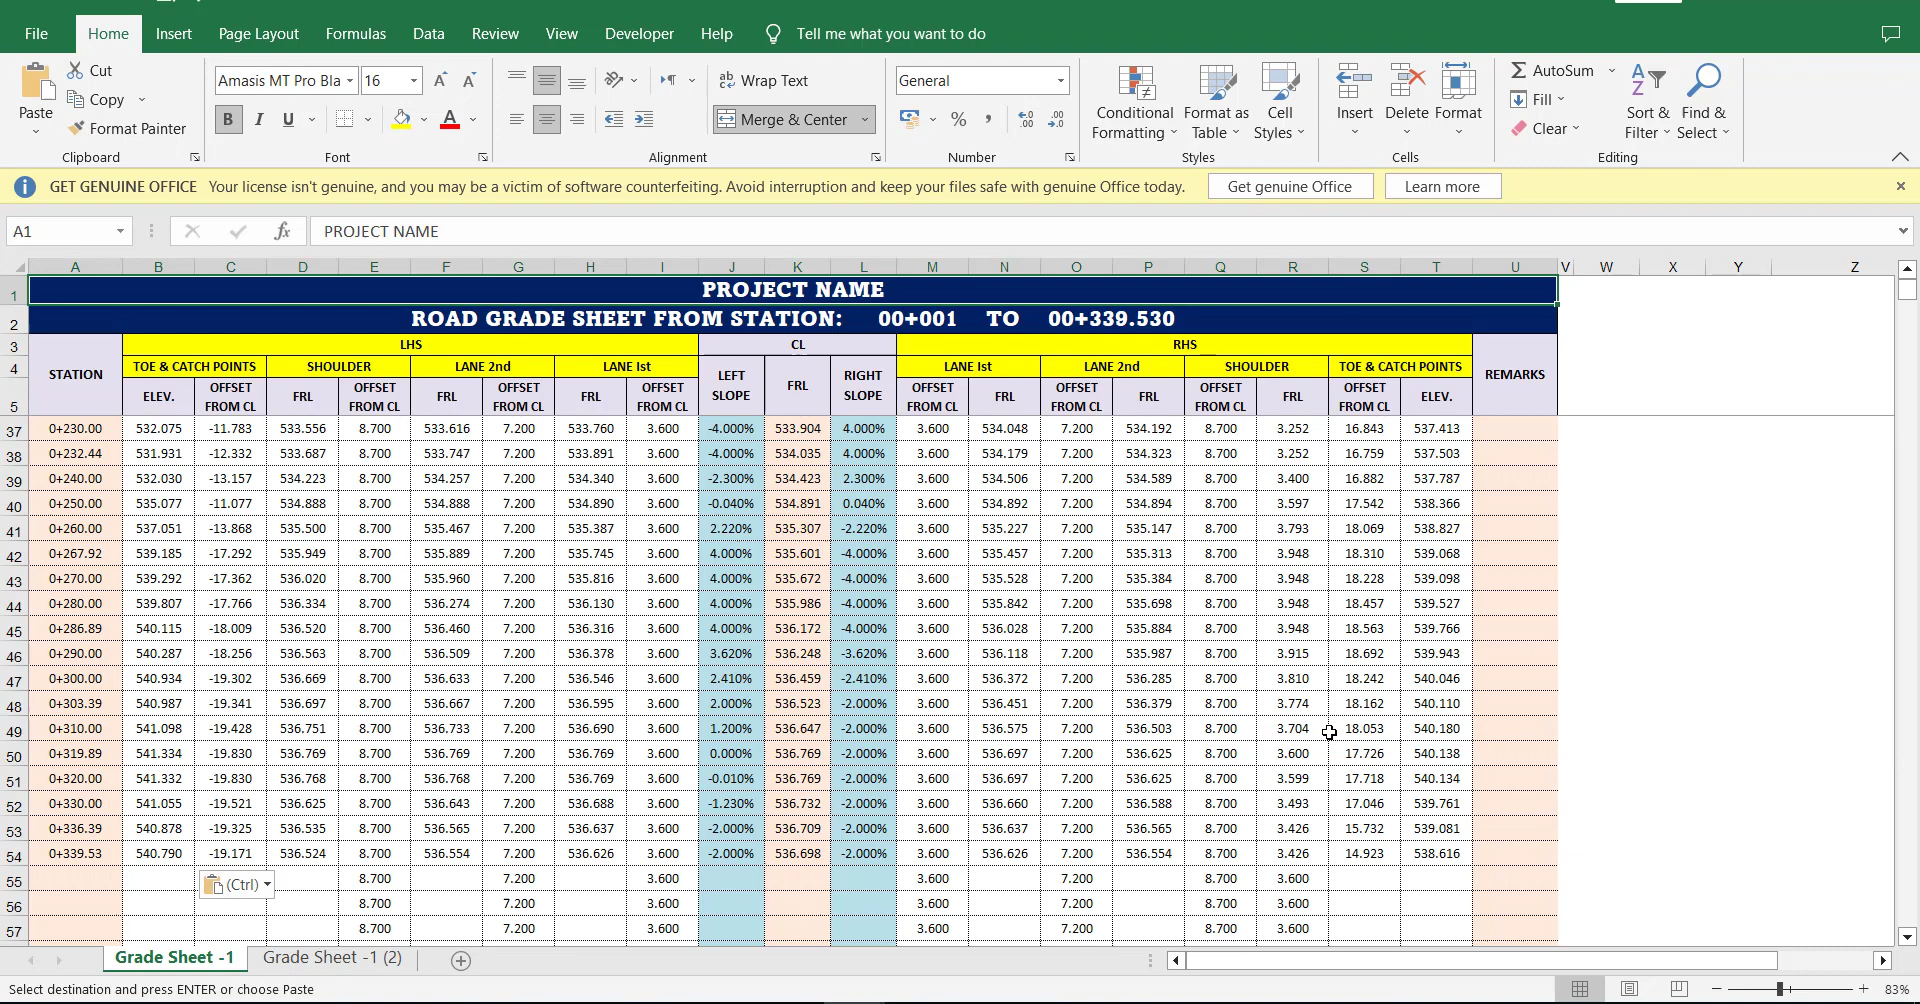 File Home Insert Page Layout Formulas Data Review View Developer Help Tell me what you want to do
Paste Cut Copy Format Painter
Clipboard
Amasis MT Pro Bla 16
B I U A
Font
Wrap Text
Merge & Center
Alignment
General
% ,
Number
Conditional Formatting Format as Table Cell Styles
Styles
Insert Delete Format
Cells
AutoSum Fill Clear Sort & Filter Find & Select
Editing
GET GENUINE OFFICE Your license isn't genuine, and you may be a victim of software counterfeiting. Avoid interruption and keep your files safe with genuine Office today. Get genuine Office Learn more
A1 fx PROJECT NAME
A B C D E F G H I J K L M N O P Q R S T U V W X Y Z
1 PROJECT NAME
2 ROAD GRADE SHEET FROM STATION: 00+001 TO 00+339.530
3 STATION LHS CL RHS REMARKS
4 TOE & CATCH POINTS SHOULDER LANE 2nd LANE Ist LEFT SLOPE FRL RIGHT SLOPE LANE Ist LANE 2nd SHOULDER TOE & CATCH POINTS
5 ELEV. OFFSET FROM CL FRL OFFSET FROM CL FRL OFFSET FROM CL FRL OFFSET FROM CL OFFSET FROM CL FRL OFFSET FROM CL FRL OFFSET FROM CL FRL OFFSET FROM CL ELEV.
37 0+230.00 532.075 -11.783 533.556 8.700 533.616 7.200 533.760 3.600 -4.000% 533.904 4.000% 3.600 534.048 7.200 534.192 8.700 3.252 16.843 537.413
38 0+232.44 531.931 -12.332 533.687 8.700 533.747 7.200 533.891 3.600 -4.000% 534.035 4.000% 3.600 534.179 7.200 534.323 8.700 3.252 16.759 537.503
39 0+240.00 532.030 -13.157 534.223 8.700 534.257 7.200 534.340 3.600 -2.300% 534.423 2.300% 3.600 534.506 7.200 534.589 8.700 3.400 16.882 537.787
40 0+250.00 535.077 -11.077 534.888 8.700 534.888 7.200 534.890 3.600 -0.040% 534.891 0.040% 3.600 534.892 7.200 534.894 8.700 3.597 17.542 538.366
41 0+260.00 537.051 -13.868 535.500 8.700 535.467 7.200 535.387 3.600 2.220% 535.307 -2.220% 3.600 535.227 7.200 535.147 8.700 3.793 18.069 538.827
42 0+267.92 539.185 -17.292 535.949 8.700 535.889 7.200 535.745 3.600 4.000% 535.601 -4.000% 3.600 535.457 7.200 535.313 8.700 3.948 18.310 539.068
43 0+270.00 539.292 -17.362 536.020 8.700 535.960 7.200 535.816 3.600 4.000% 535.672 -4.000% 3.600 535.528 7.200 535.384 8.700 3.948 18.228 539.098
44 0+280.00 539.807 -17.766 536.334 8.700 536.274 7.200 536.130 3.600 4.000% 535.986 -4.000% 3.600 535.842 7.200 535.698 8.700 3.948 18.457 539.527
45 0+286.89 540.115 -18.009 536.520 8.700 536.460 7.200 536.316 3.600 4.000% 536.172 -4.000% 3.600 536.028 7.200 535.884 8.700 3.948 18.563 539.766
46 0+290.00 540.287 -18.256 536.563 8.700 536.509 7.200 536.378 3.600 3.620% 536.248 -3.620% 3.600 536.118 7.200 535.987 8.700 3.915 18.692 539.943
47 0+300.00 540.934 -19.302 536.669 8.700 536.633 7.200 536.546 3.600 2.410% 536.459 -2.410% 3.600 536.372 7.200 536.285 8.700 3.810 18.242 540.046
48 0+303.39 540.987 -19.341 536.697 8.700 536.667 7.200 536.595 3.600 2.000% 536.523 -2.000% 3.600 536.451 7.200 536.379 8.700 3.774 18.162 540.110
49 0+310.00 541.098 -19.428 536.751 8.700 536.733 7.200 536.690 3.600 1.200% 536.647 -2.000% 3.600 536.575 7.200 536.503 8.700 3.704 18.053 540.180
50 0+319.89 541.334 -19.830 536.769 8.700 536.769 7.200 536.769 3.600 0.000% 536.769 -2.000% 3.600 536.697 7.200 536.625 8.700 3.600 17.726 540.138
51 0+320.00 541.332 -19.830 536.768 8.700 536.768 7.200 536.769 3.600 -0.010% 536.769 -2.000% 3.600 536.697 7.200 536.625 8.700 3.599 17.718 540.134
52 0+330.00 541.055 -19.521 536.625 8.700 536.643 7.200 536.688 3.600 -1.230% 536.732 -2.000% 3.600 536.660 7.200 536.588 8.700 3.493 17.046 539.761
53 0+336.39 540.878 -19.325 536.535 8.700 536.565 7.200 536.637 3.600 -2.000% 536.709 -2.000% 3.600 536.637 7.200 536.565 8.700 3.426 15.732 539.081
54 0+339.53 540.790 -19.171 536.524 8.700 536.554 7.200 536.626 3.600 -2.000% 536.698 -2.000% 3.600 536.626 7.200 536.554 8.700 3.426 14.923 538.616
55 (Ctrl) 8.700 7.200 3.600 3.600 7.200 8.700 3.600
56 8.700 7.200 3.600 3.600 7.200 8.700 3.600
57 8.700 7.200 3.600 3.600 7.200 8.700 3.600
Grade Sheet -1 Grade Sheet -1 (2)
Select destination and press ENTER or choose Paste 83%